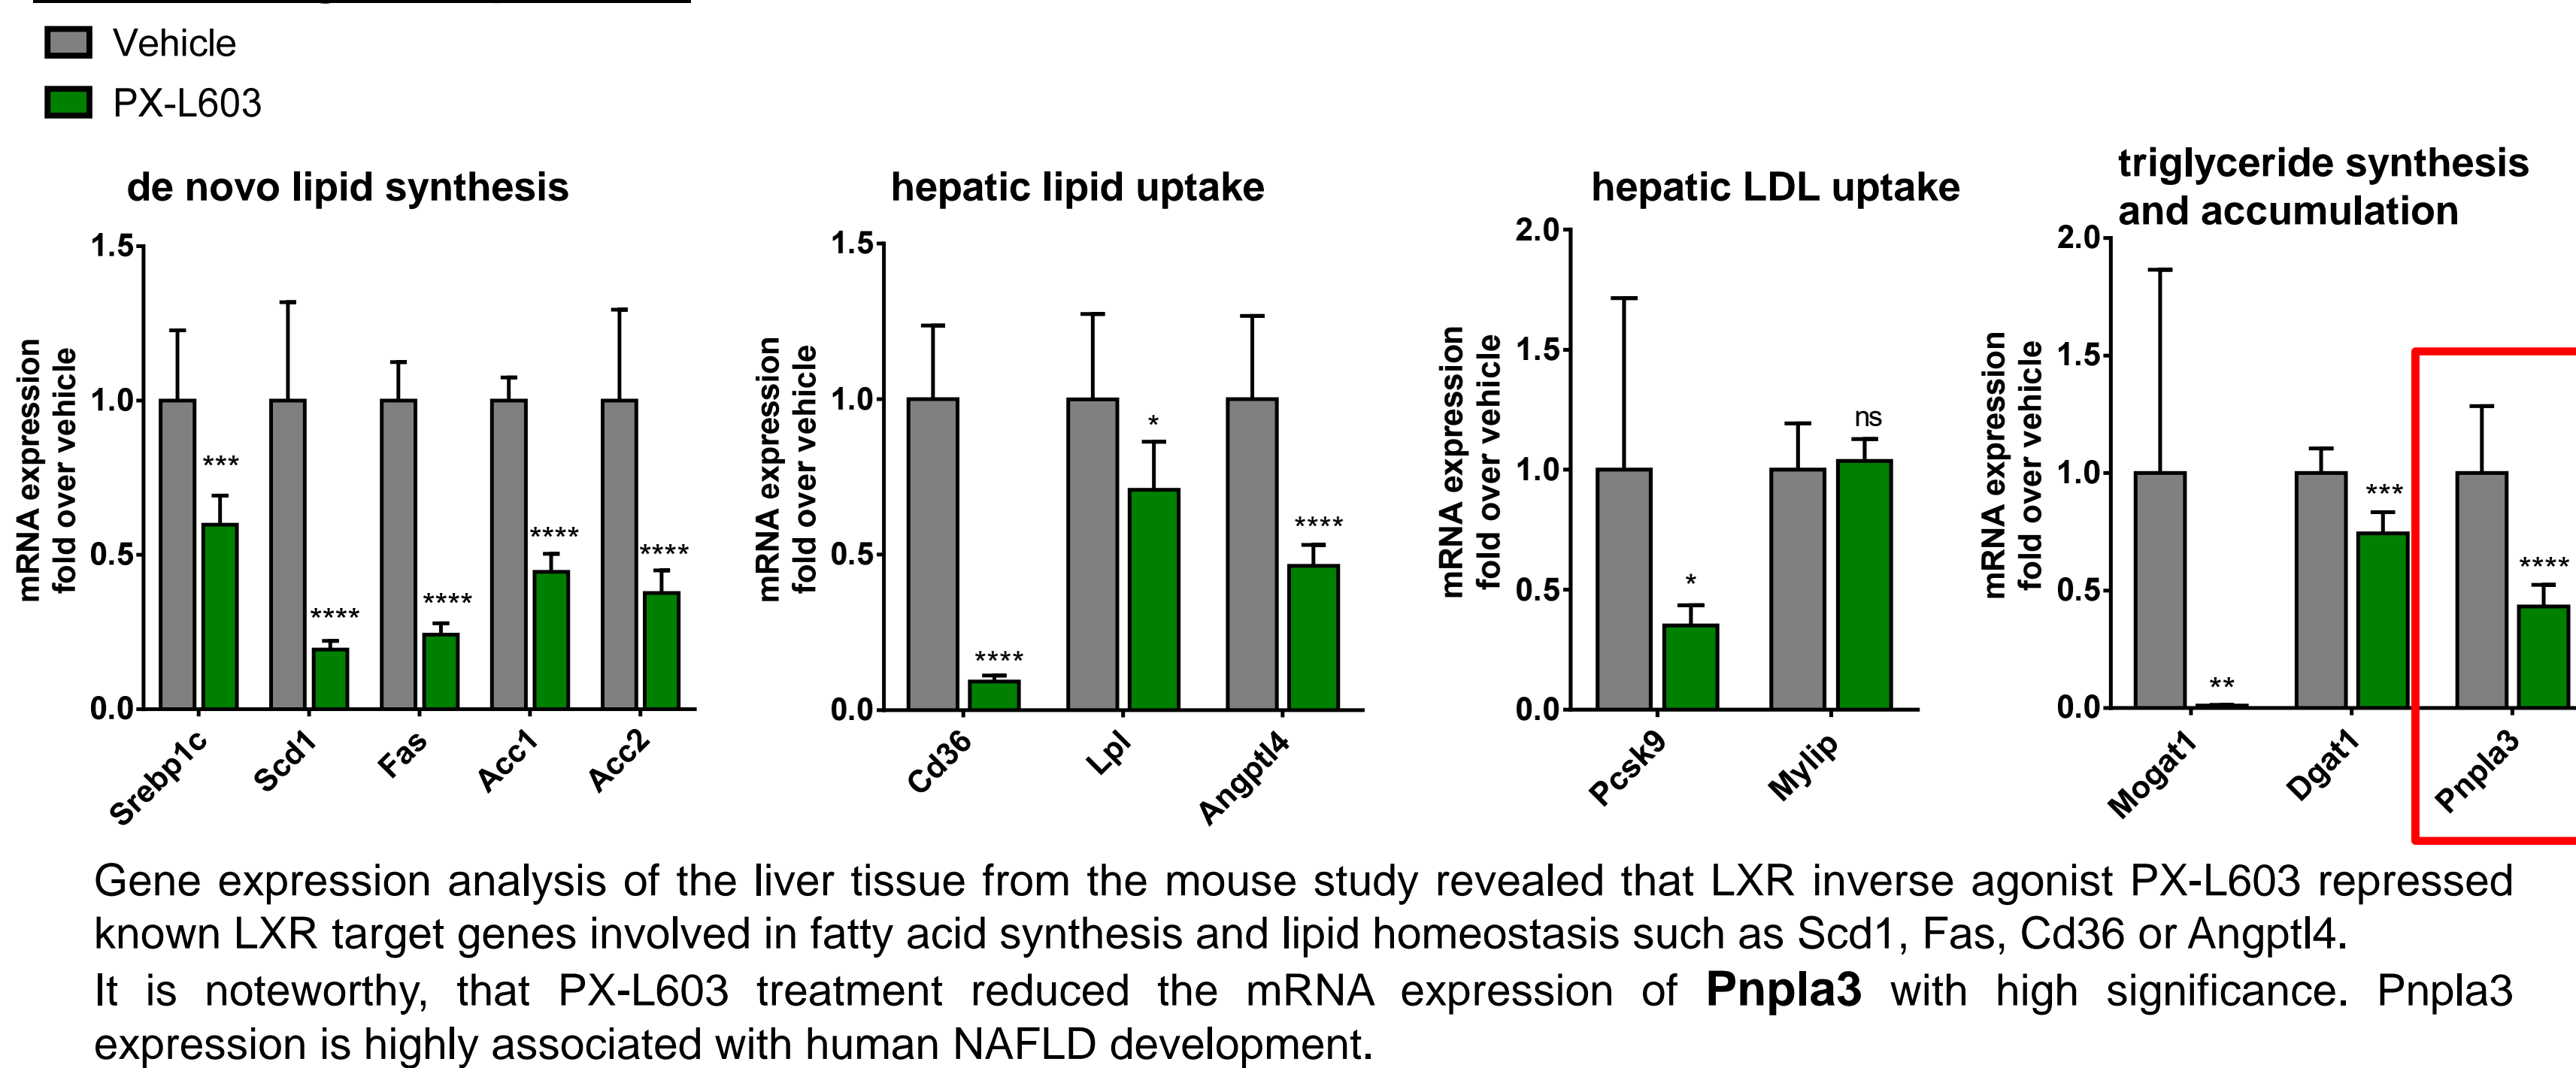 Vehicle
PX-L603
de novo lipid synthesis
mRNA expression
fold over vehicle
1.5
1.0
0.5
0.0
***
****
****
****
****
Srebp1c
Scd1
Fas
Acc1
Acc2
hepatic lipid uptake
mRNA expression
fold over vehicle
1.5
1.0
0.5
0.0
****
*
****
Cd36
Lpl
Angptl4
hepatic LDL uptake
mRNA expression
fold over vehicle
2.0
1.5
1.0
0.5
0.0
*
ns
Pcsk9
Mylip
triglyceride synthesis
and accumulation
mRNA expression
fold over vehicle
2.0
1.5
1.0
0.5
0.0
**
***
****
Mogat1
Dgat1
Pnpla3
Gene expression analysis of the liver tissue from the mouse study revealed that LXR inverse agonist PX-L603 repressed
known LXR target genes involved in fatty acid synthesis and lipid homeostasis such as Scd1, Fas, Cd36 or Angptl4.
It is noteworthy, that PX-L603 treatment reduced the mRNA expression of Pnpla3 with high significance. Pnpla3
expression is highly associated with human NAFLD development.